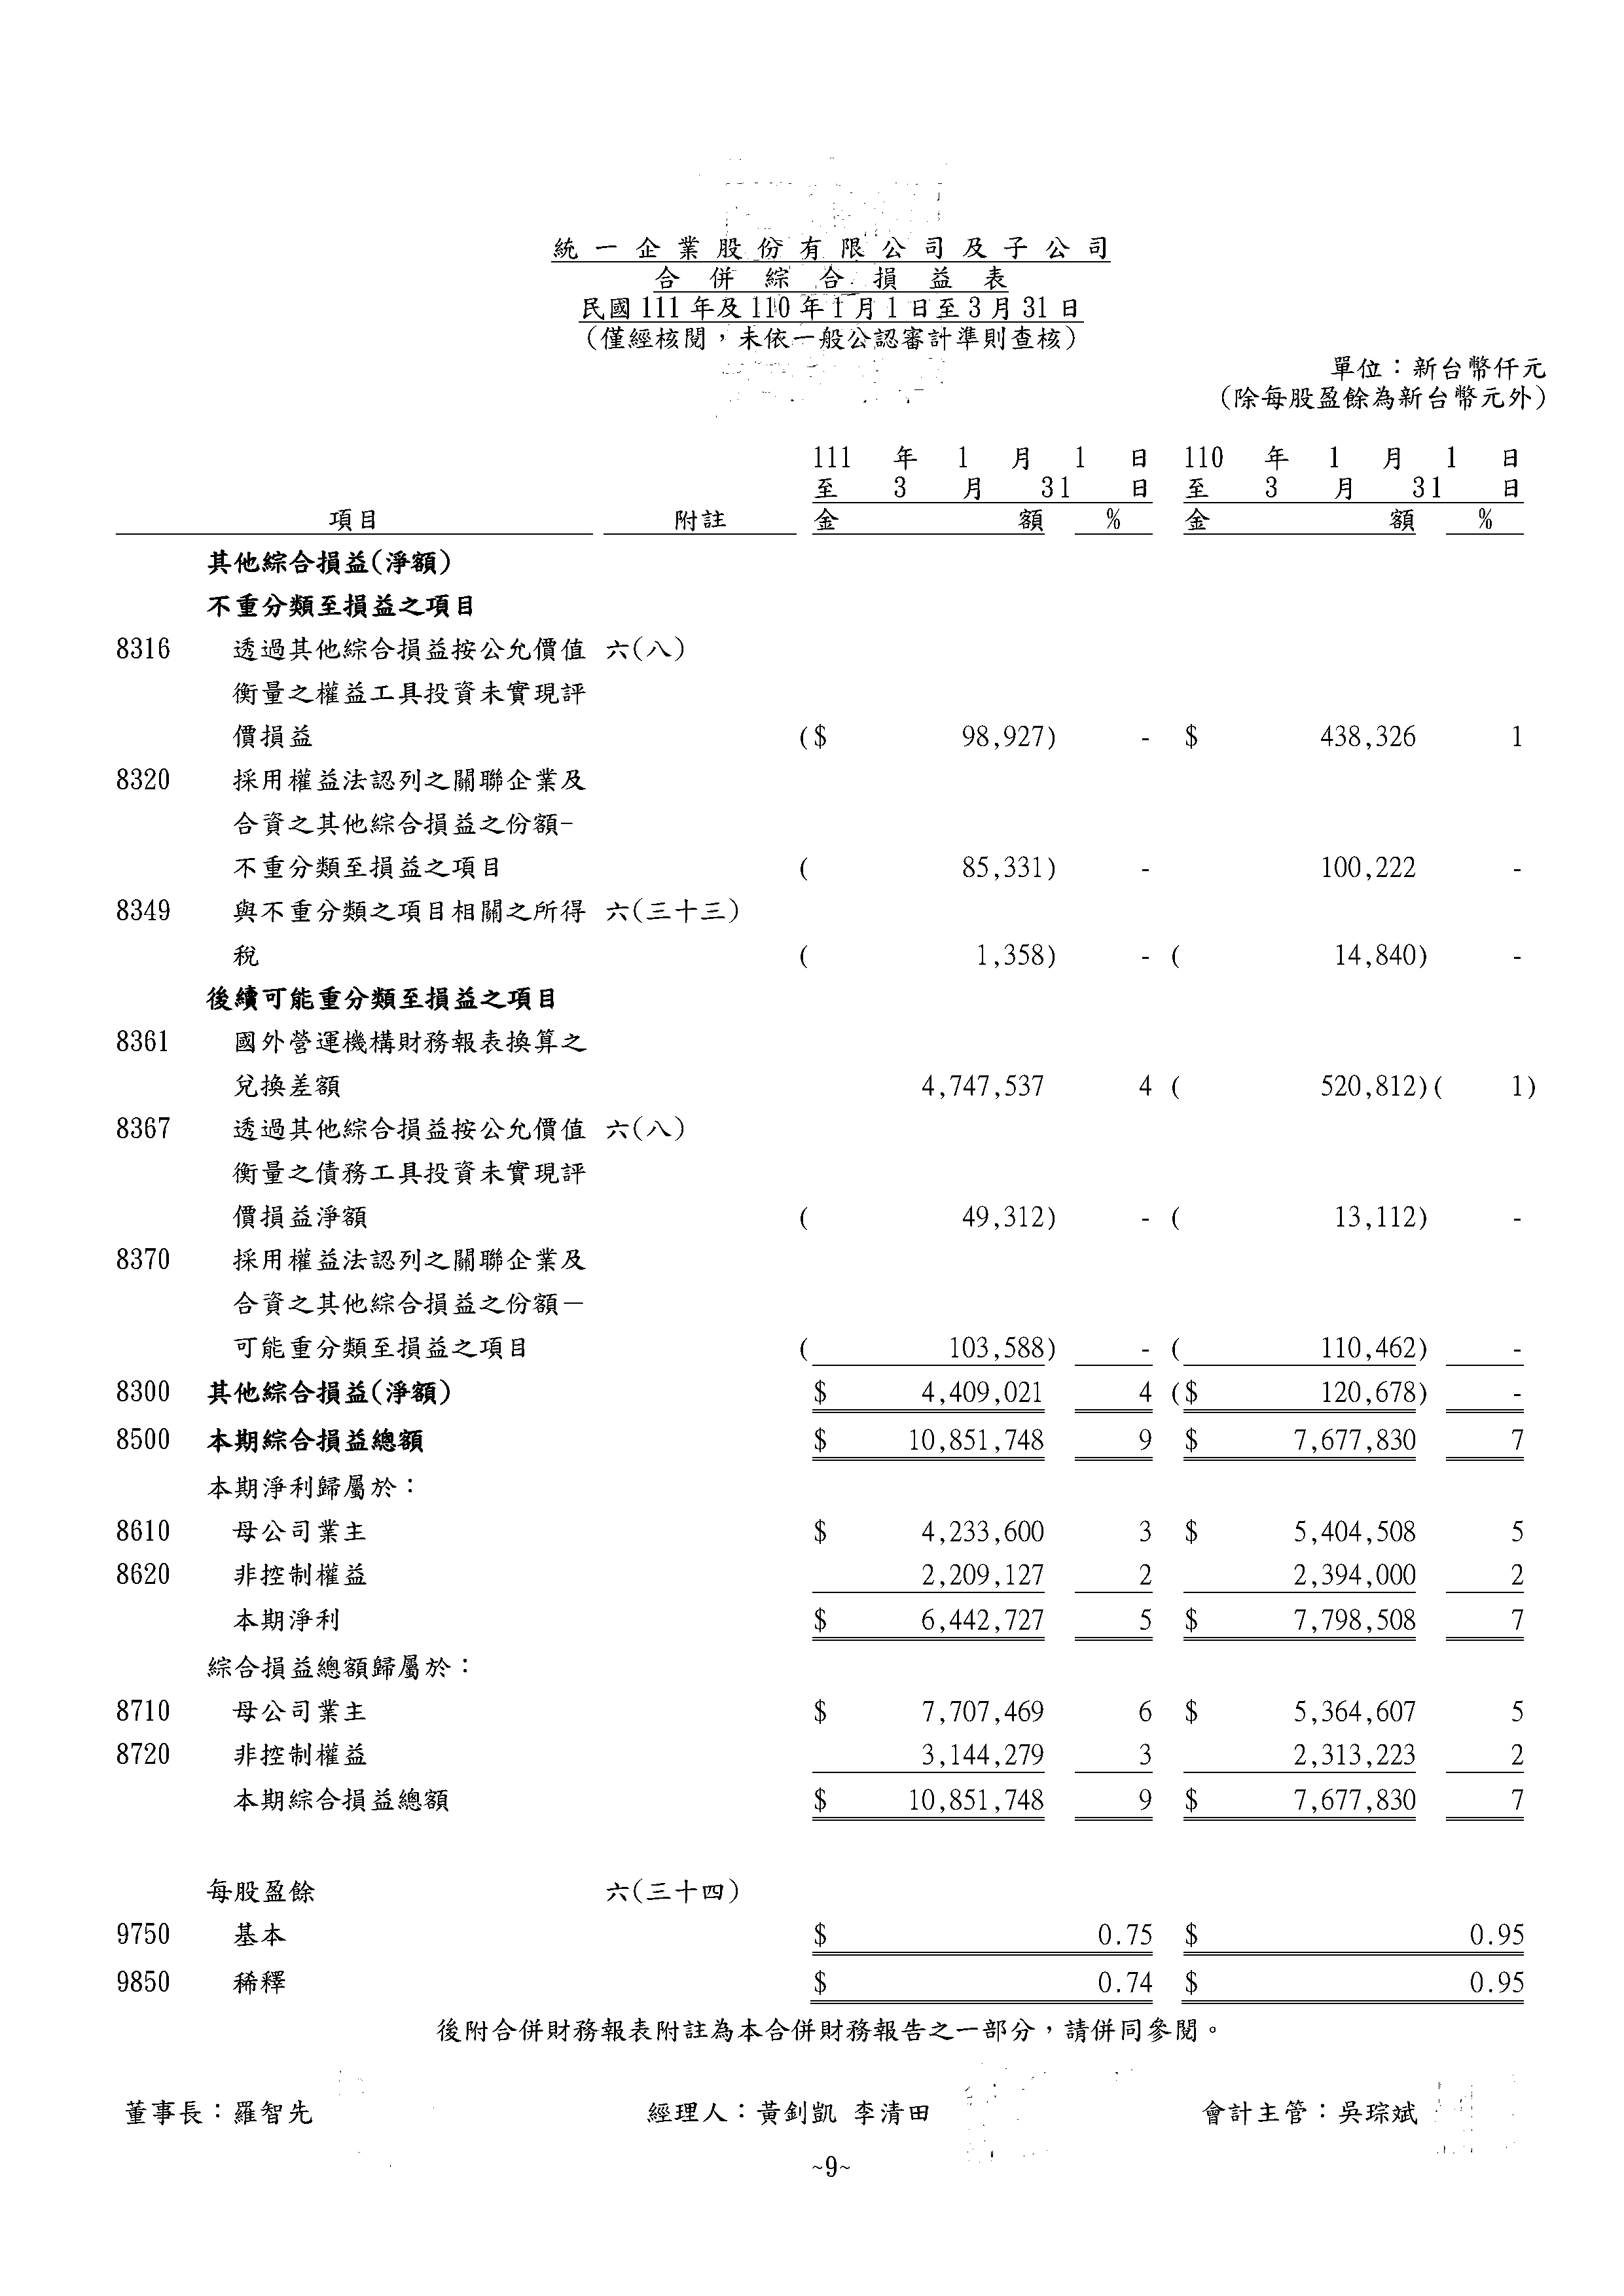 統一企業股份有限公司及子公司
合併綜合損益表
民國111年及110年1月1日至3月31日
(僅經核閱，未依一般公認審計準則查核)
單位：新台幣仟元
(除每股盈餘為新台幣元外)
111 年 1 月 1 日 110 年 1 月 1 日
至 3 月 31 日 至 3 月 31 日
項目 附註 金 額 % 金 額 %
其他綜合損益(淨額)
不重分類至損益之項目
8316 透過其他綜合損益按公允價值 六(八)
衡量之權益工具投資未實現評
價損益 ($ 98,927) - $ 438,326 1
8320 採用權益法認列之關聯企業及
合資之其他綜合損益之份額-
不重分類至損益之項目 ( 85,331) - 100,222 -
8349 與不重分類之項目相關之所得 六(三十三)
稅 ( 1,358) - ( 14,840) -
後續可能重分類至損益之項目
8361 國外營運機構財務報表換算之
兌換差額 4,747,537 4 ( 520,812) ( 1)
8367 透過其他綜合損益按公允價值 六(八)
衡量之債務工具投資未實現評
價損益淨額 ( 49,312) - ( 13,112) -
8370 採用權益法認列之關聯企業及
合資之其他綜合損益之份額－
可能重分類至損益之項目 ( 103,588) - ( 110,462) -
8300 其他綜合損益(淨額) $ 4,409,021 4 ($ 120,678) -
8500 本期綜合損益總額 $ 10,851,748 9 $ 7,677,830 7
本期淨利歸屬於：
8610 母公司業主 $ 4,233,600 3 $ 5,404,508 5
8620 非控制權益 2,209,127 2 2,394,000 2
本期淨利 $ 6,442,727 5 $ 7,798,508 7
綜合損益總額歸屬於：
8710 母公司業主 $ 7,707,469 6 $ 5,364,607 5
8720 非控制權益 3,144,279 3 2,313,223 2
本期綜合損益總額 $ 10,851,748 9 $ 7,677,830 7
每股盈餘 六(三十四)
9750 基本 $ 0.75 $ 0.95
9850 稀釋 $ 0.74 $ 0.95
後附合併財務報表附註為本合併財務報告之一部分，請併同參閱。
董事長：羅智先 經理人：黃釗凱 李清田 會計主管：吳琮斌
~9~